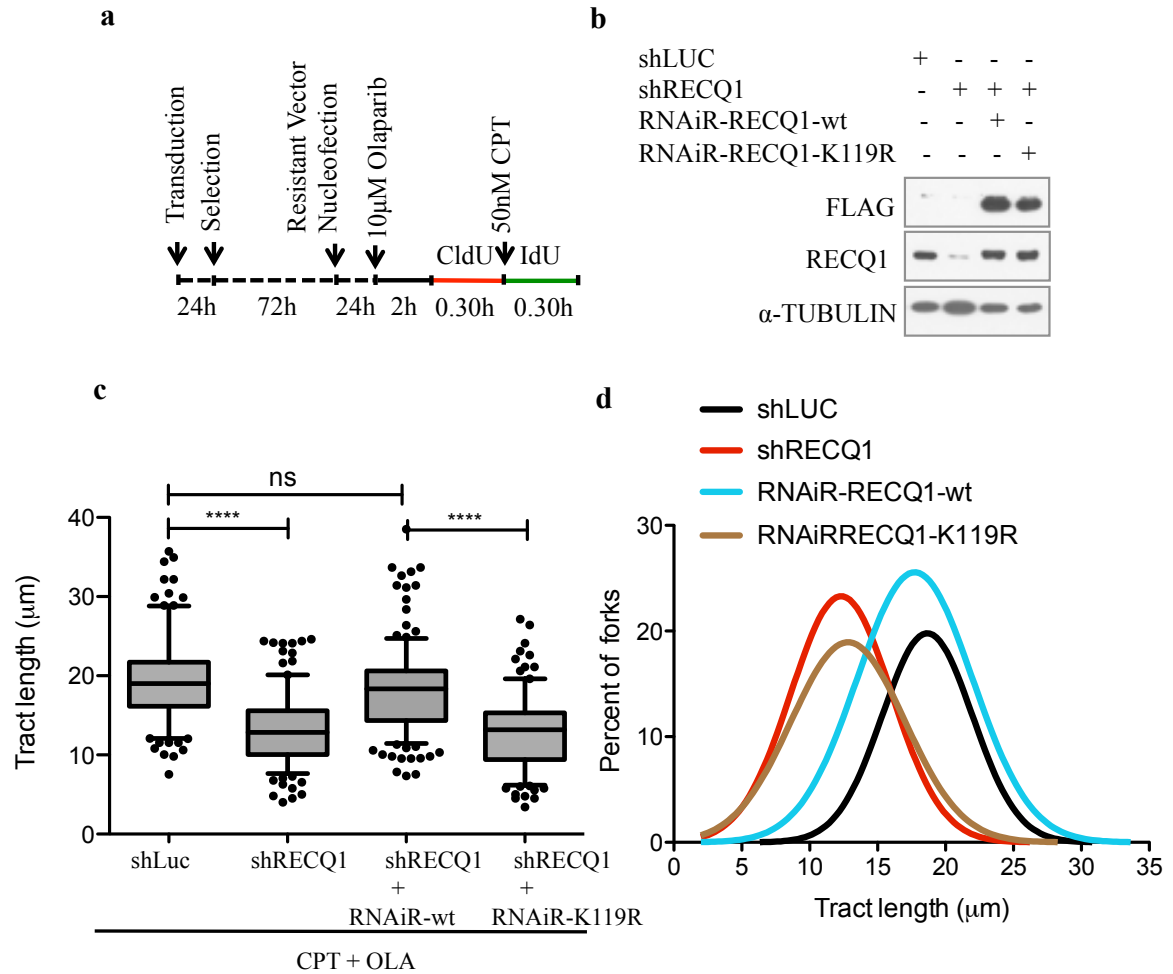 a
Transduction
Selection
Resistant Vector
Nucleofection
10μM Olaparib
50nM CPT
CldU
IdU
24h
72h
24h
2h
0.30h
0.30h
b
shLUC + - - -
shRECQ1 - + + +
RNAiR-RECQ1-wt - - + -
RNAiR-RECQ1-K119R - - - +
FLAG
RECQ1
α-TUBULIN
c
ns
****
****
Tract length (μm)
40
30
20
10
0
shLuc
shRECQ1
shRECQ1
+
RNAiR-wt
shRECQ1
+
RNAiR-K119R
CPT + OLA
d
shLUC
shRECQ1
RNAiR-RECQ1-wt
RNAiRRECQ1-K119R
Percent of forks
30
20
10
0
0 5 10 15 20 25 30 35
Tract length (μm)